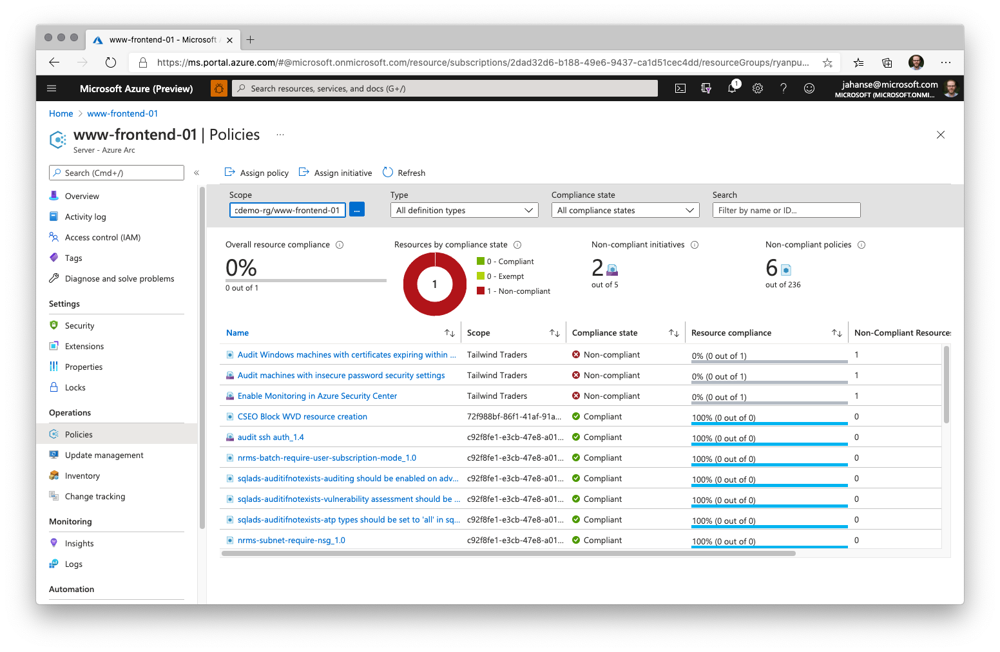 www-frontend-01 - Microsoft
https://ms.portal.azure.com/#@microsoft.onmicrosoft.com/resource/subscriptions/2dad32d6-b188-49e6-9437-ca1d51cec4dd/resourceGroups/ryanpu...
Microsoft Azure (Preview)
Search resources, services, and docs (G+/)
1
jahanse@microsoft.com
MICROSOFT (MICROSOFT.ONMI...
Home > www-frontend-01
www-frontend-01 | Policies ...
Server - Azure Arc
Search (Cmd+/)
«
Overview
Activity log
Access control (IAM)
Tags
Diagnose and solve problems
Settings
Security
Extensions
Properties
Locks
Operations
Policies
Update management
Inventory
Change tracking
Monitoring
Insights
Logs
Automation
Assign policy Assign initiative Refresh
Scope Type Compliance state Search
cdemo-rg/www-frontend-01 ... All definition types All compliance states Filter by name or ID...
Overall resource compliance
0%
0 out of 1
Resources by compliance state
1
0 - Compliant
0 - Exempt
1 - Non-compliant
Non-compliant initiatives
2
out of 5
Non-compliant policies
6
out of 236
Name Scope Compliance state Resource compliance Non-Compliant Resources
Audit Windows machines with certificates expiring within ... Tailwind Traders Non-compliant 0% (0 out of 1) 1
Audit machines with insecure password security settings Tailwind Traders Non-compliant 0% (0 out of 1) 1
Enable Monitoring in Azure Security Center Tailwind Traders Non-compliant 0% (0 out of 1) 1
CSEO Block WVD resource creation 72f988bf-86f1-41af-91a... Compliant 100% (0 out of 0) 0
audit ssh auth_1.4 c92f8fe1-e3cb-47e8-a01... Compliant 100% (0 out of 0) 0
nrms-batch-require-user-subscription-mode_1.0 c92f8fe1-e3cb-47e8-a01... Compliant 100% (0 out of 0) 0
sqlads-auditifnotexists-auditing should be enabled on adv... c92f8fe1-e3cb-47e8-a01... Compliant 100% (0 out of 0) 0
sqlads-auditifnotexists-vulnerability assessment should be ... c92f8fe1-e3cb-47e8-a01... Compliant 100% (0 out of 0) 0
sqlads-auditifnotexists-atp types should be set to 'all' in sq... c92f8fe1-e3cb-47e8-a01... Compliant 100% (0 out of 0) 0
nrms-subnet-require-nsg_1.0 c92f8fe1-e3cb-47e8-a01... Compliant 100% (0 out of 0) 0